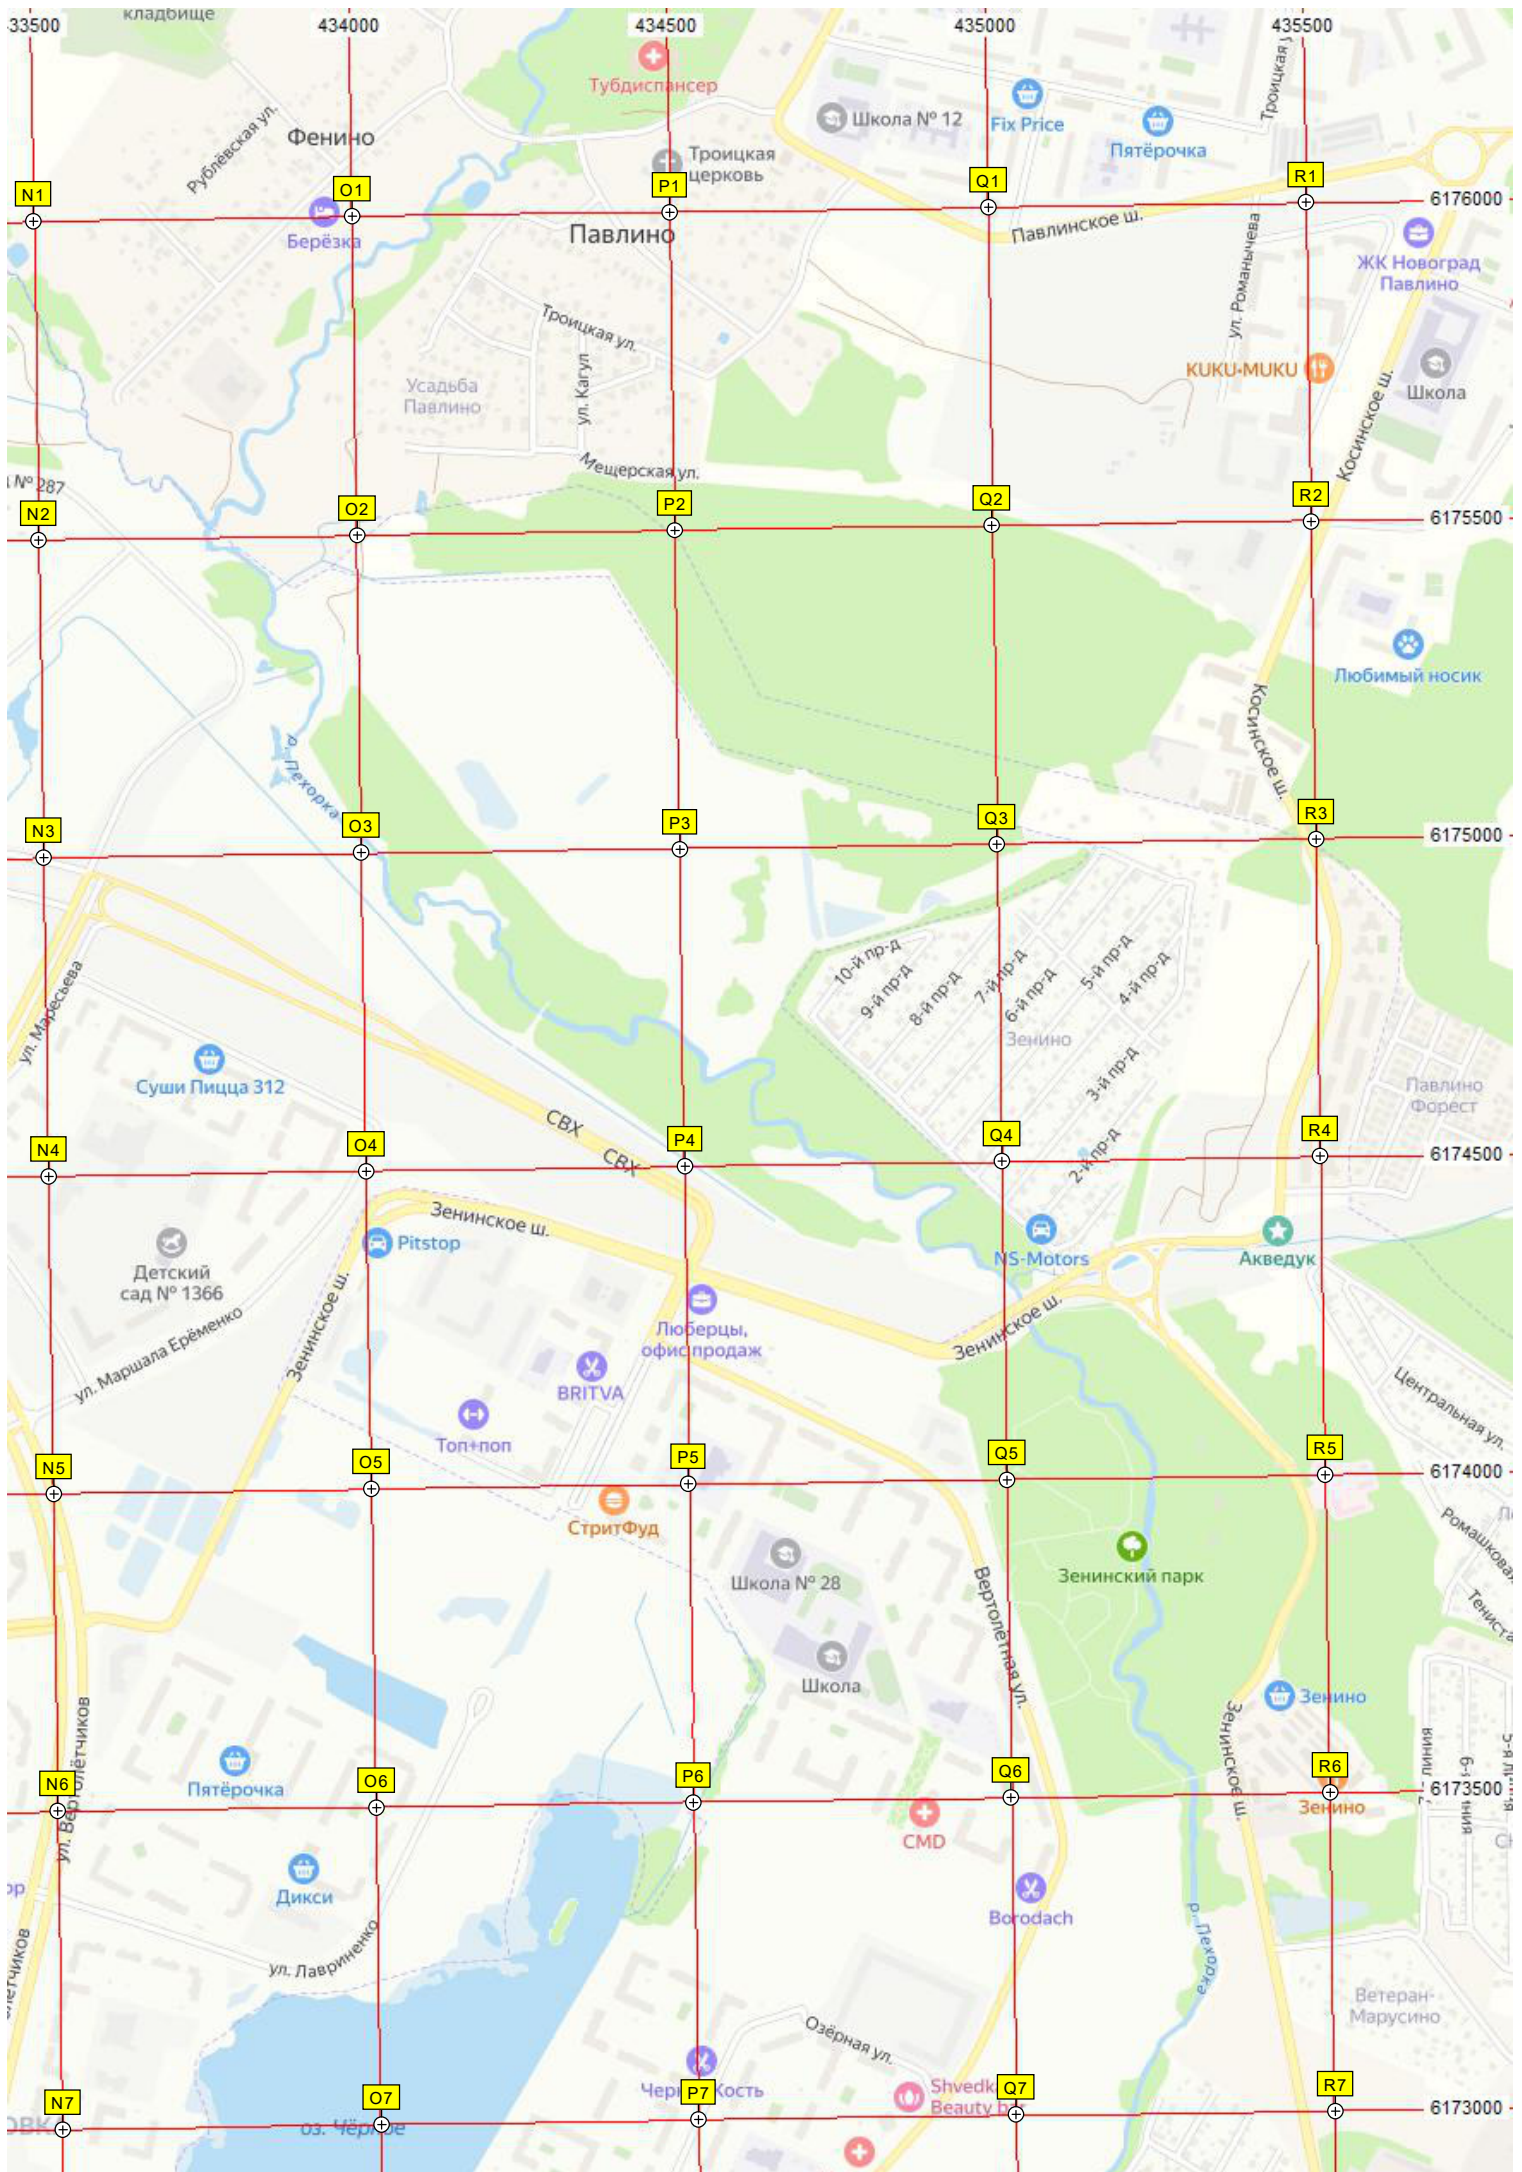 кладбище
33500
434000
434500
435000
435500
Тубдиспансер
Школа № 12
Fix Price
Пятёрочка
Троицкая
Рублёвская ул.
Фенино
Троицкая
церковь
N1
O1
P1
Q1
R1
6176000
Берёзка
Павлино
Павлинское ш.
ул. Романычева
ЖК Новоград
Павлино
Троицкая ул.
ул. Кагул
Усадьба
Павлино
KUKU-MUKU
Школа
Косинское ш.
Мещерская ул.
№ 287
N2
O2
P2
Q2
R2
6175500
Любимый носик
Косинское ш.
р. Пехорка
N3
O3
P3
Q3
R3
6175000
10-й пр-д
9-й пр-д
8-й пр-д
7-й пр-д
6-й пр-д
5-й пр-д
4-й пр-д
ул. Маресьева
Зенино
3-й пр-д
Суши Пицца 312
Павлино
Форест
СВХ
СВХ
N4
O4
P4
Q4
R4
6174500
2-й пр-д
Зенинское ш.
Pitstop
NS-Motors
Акведук
Детский
сад № 1366
Зенинское ш.
ул. Маршала Ерёменко
Люберцы,
офис продаж
Зенинское ш.
BRITVA
Центральная ул.
Топ+поп
N5
O5
P5
Q5
R5
6174000
СтритФуд
Ромашковая
Школа № 28
Зенинский парк
Вертолётная ул.
Школа
Зенино
ул. Вертолётчиков
Зенинское ш.
Пятёрочка
N6
O6
P6
Q6
R6
6173500
Зенино
CMD
Дикси
Borodach
р. Пехорка
ул. Лавриненко
Ветеран-
Марусино
Озёрная ул.
N7
O7
P7
Q7
R7
6173000
оз. Чёрное